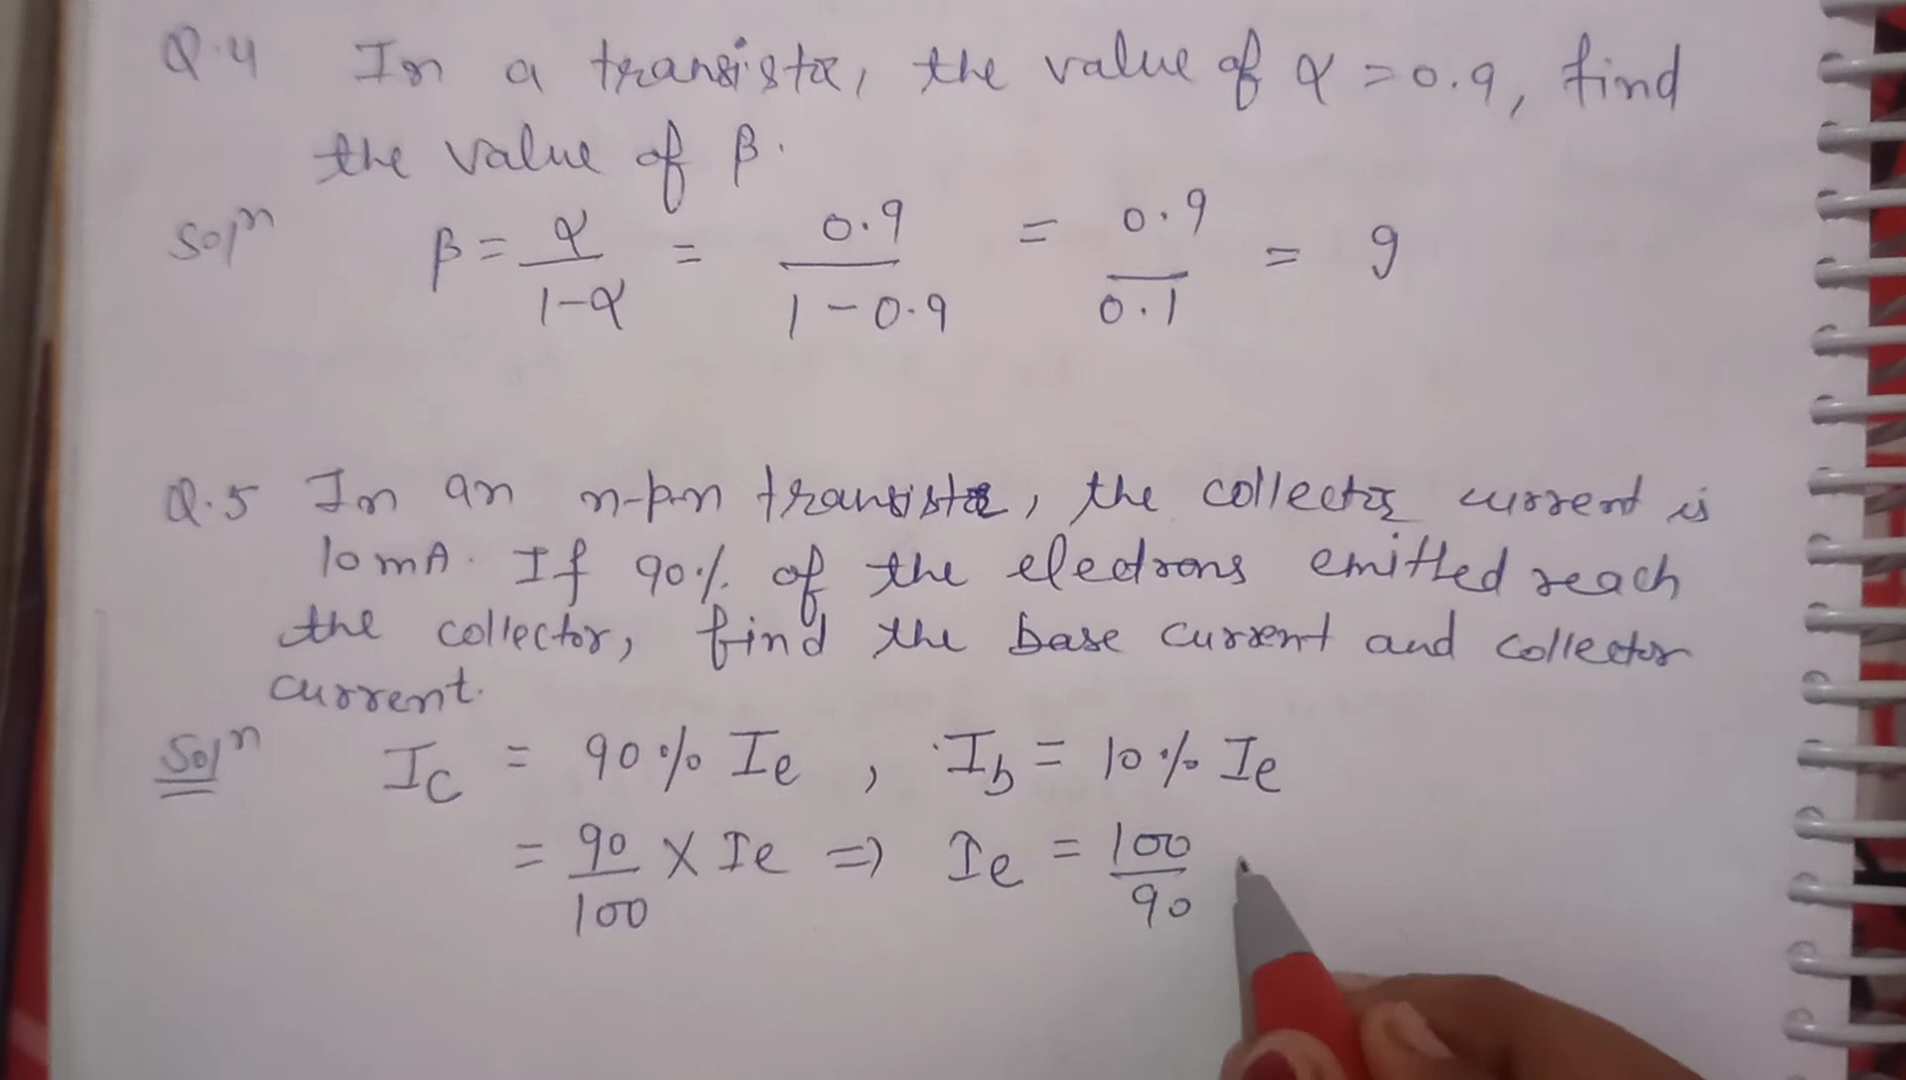 Q.4 In a transistor, the value of α = 0.9, find
the value of β.
Solⁿ β = α/(1-α) = 0.9/(1-0.9) = 0.9/0.1 = 9
Q.5 In an n-p-n transistor, the collector current is
10 mA. If 90% of the electrons emitted reach
the collector, find the base current and collector
current.
Solⁿ Ic = 90% Ie, Ib = 10% Ie
= 90/100 × Ie ⇒ Ie = 100/90